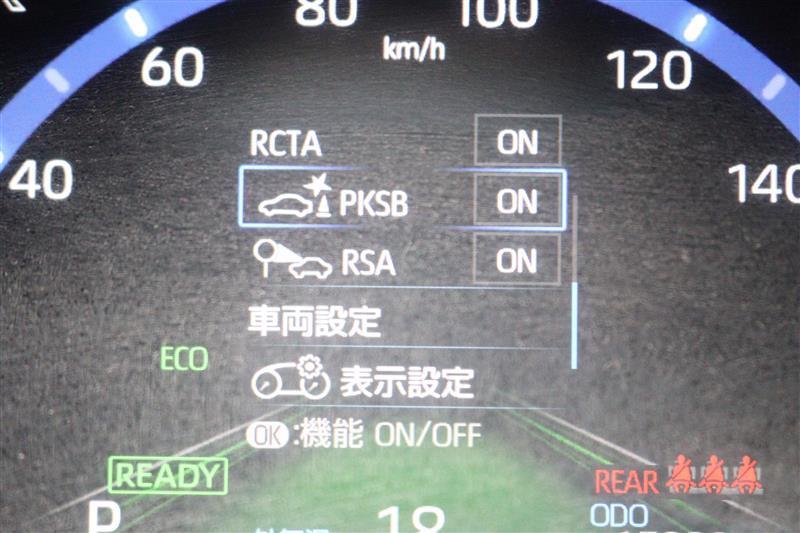 80 100
km/h
60 120
RCTA ON
40 140
PKSB ON
RSA ON
車両設定
ECO
表示設定
OK:機能 ON/OFF
READY
REAR
P 18
ODO